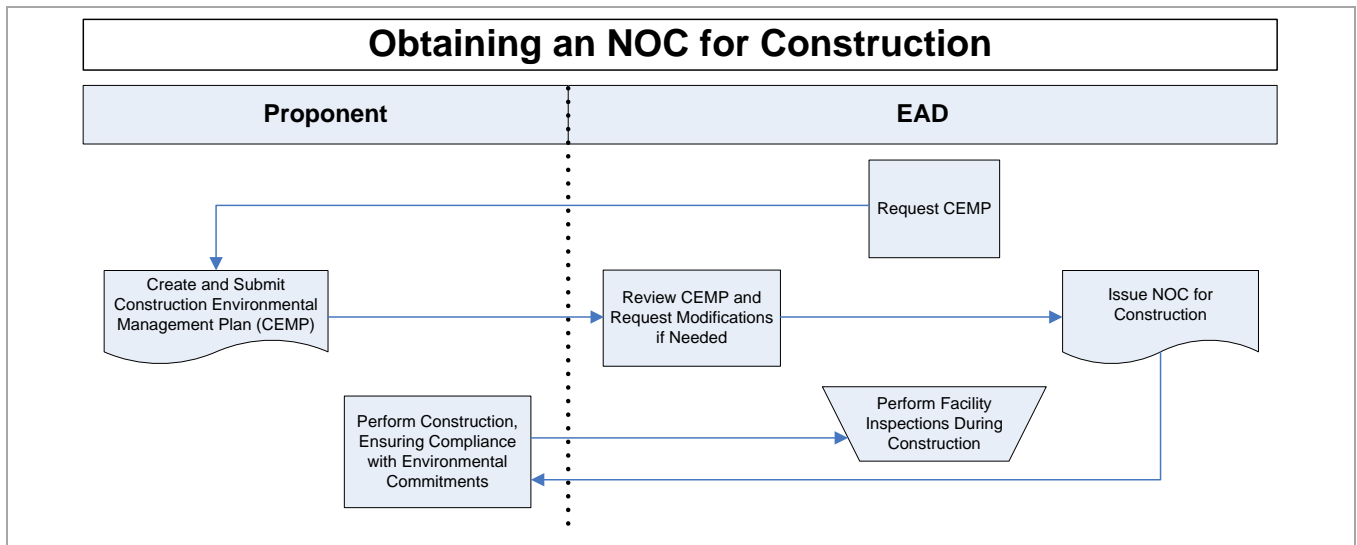 Obtaining an NOC for Construction
Proponent
EAD
Request CEMP
Create and Submit
Construction Environmental
Management Plan (CEMP)
Review CEMP and
Request Modifications
if Needed
Issue NOC for
Construction
Perform Construction,
Ensuring Compliance
with Environmental
Commitments
Perform Facility
Inspections During
Construction